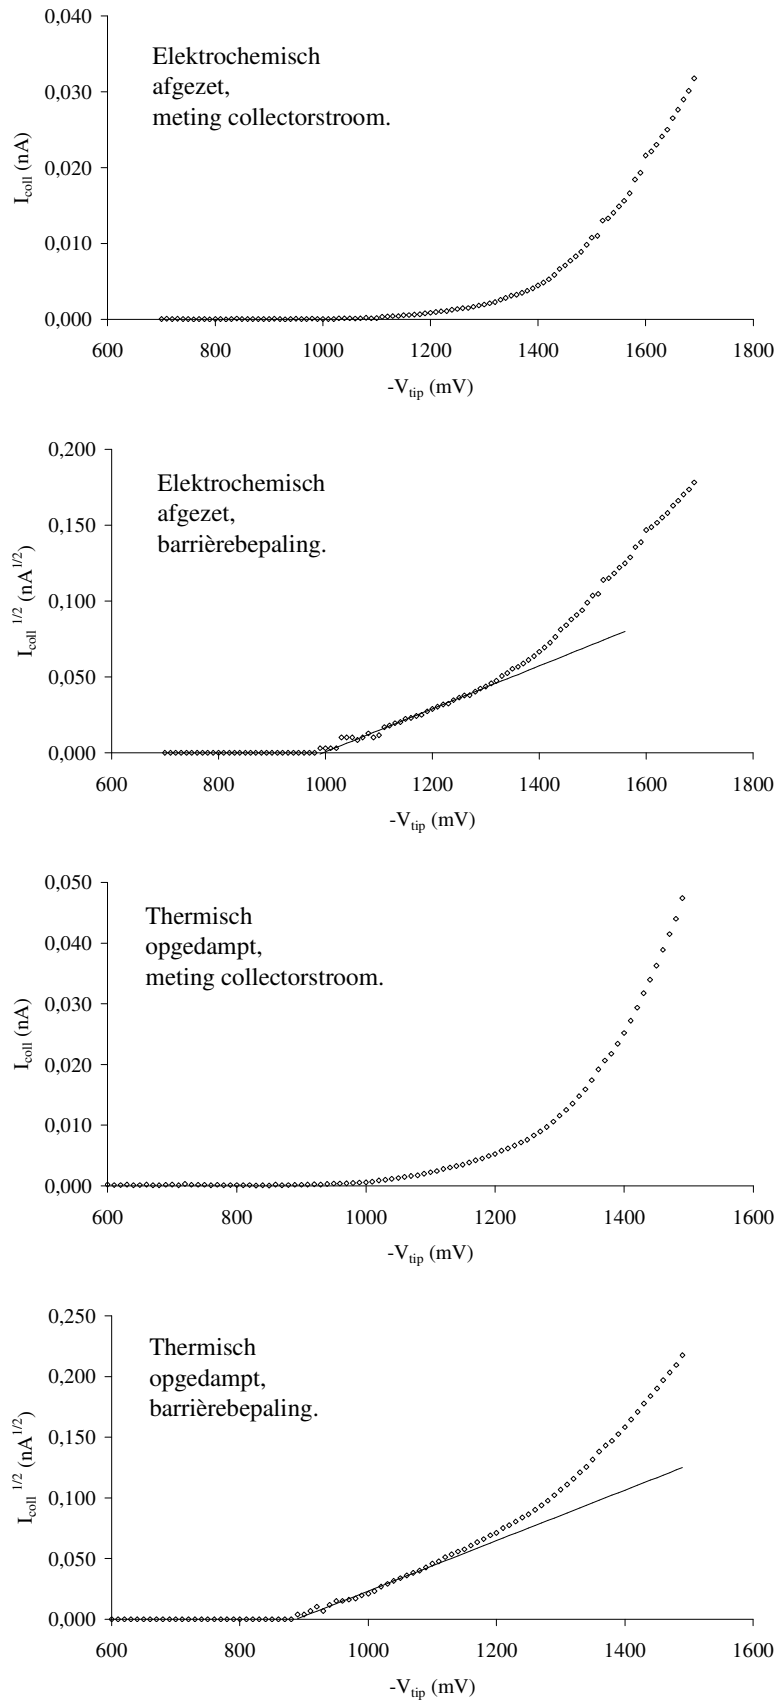 0,040
Elektrochemisch
afgezet,
meting collectorstroom.
0,030
0,020
0,010
0,000
I_coll (nA)
600 800 1000 1200 1400 1600 1800
-V_tip (mV)
0,200
Elektrochemisch
afgezet,
barrièrebepaling.
0,150
0,100
0,050
0,000
I_coll ^1/2 (nA^1/2)
600 800 1000 1200 1400 1600 1800
-V_tip (mV)
0,050
Thermisch
opgedampt,
meting collectorstroom.
0,040
0,030
0,020
0,010
0,000
I_coll (nA)
600 800 1000 1200 1400 1600
-V_tip (mV)
0,250
Thermisch
opgedampt,
barrièrebepaling.
0,200
0,150
0,100
0,050
0,000
I_coll ^1/2 (nA^1/2)
600 800 1000 1200 1400 1600
-V_tip (mV)